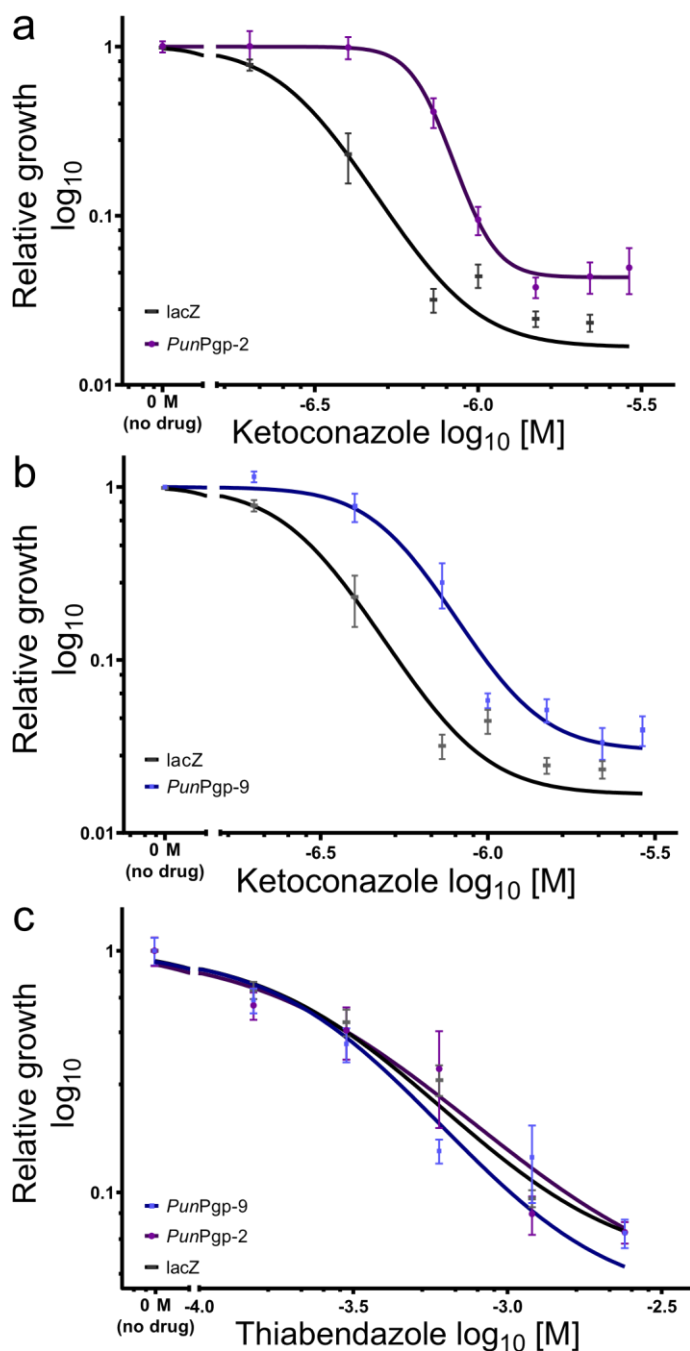 a
Relative growth
log10
1
0.1
0.01
lacZ
PunPgp-2
0 M
(no drug)
-6.5
-6.0
-5.5
Ketoconazole log10 [M]
b
Relative growth
log10
1
0.1
0.01
lacZ
PunPgp-9
0 M
(no drug)
-6.5
-6.0
-5.5
Ketoconazole log10 [M]
c
Relative growth
log10
1
0.1
PunPgp-9
PunPgp-2
lacZ
0 M
(no drug)
-4.0
-3.5
-3.0
-2.5
Thiabendazole log10 [M]